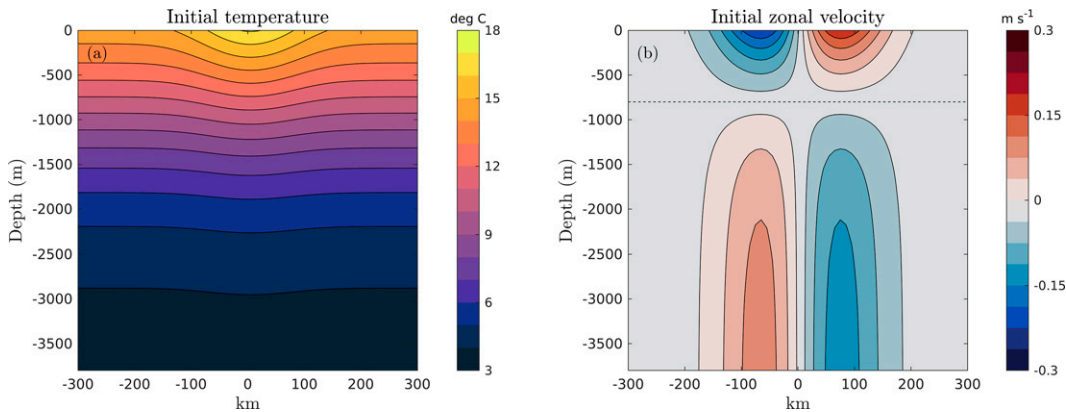 Initial temperature
deg C
(a)
0
-500
-1000
-1500
-2000
-2500
-3000
-3500
Depth (m)
-300 -200 -100 0 100 200 300
km
18
15
12
9
6
3
Initial zonal velocity
m s⁻¹
(b)
0
-500
-1000
-1500
-2000
-2500
-3000
-3500
Depth (m)
-300 -200 -100 0 100 200 300
km
0.3
0.15
0
-0.15
-0.3